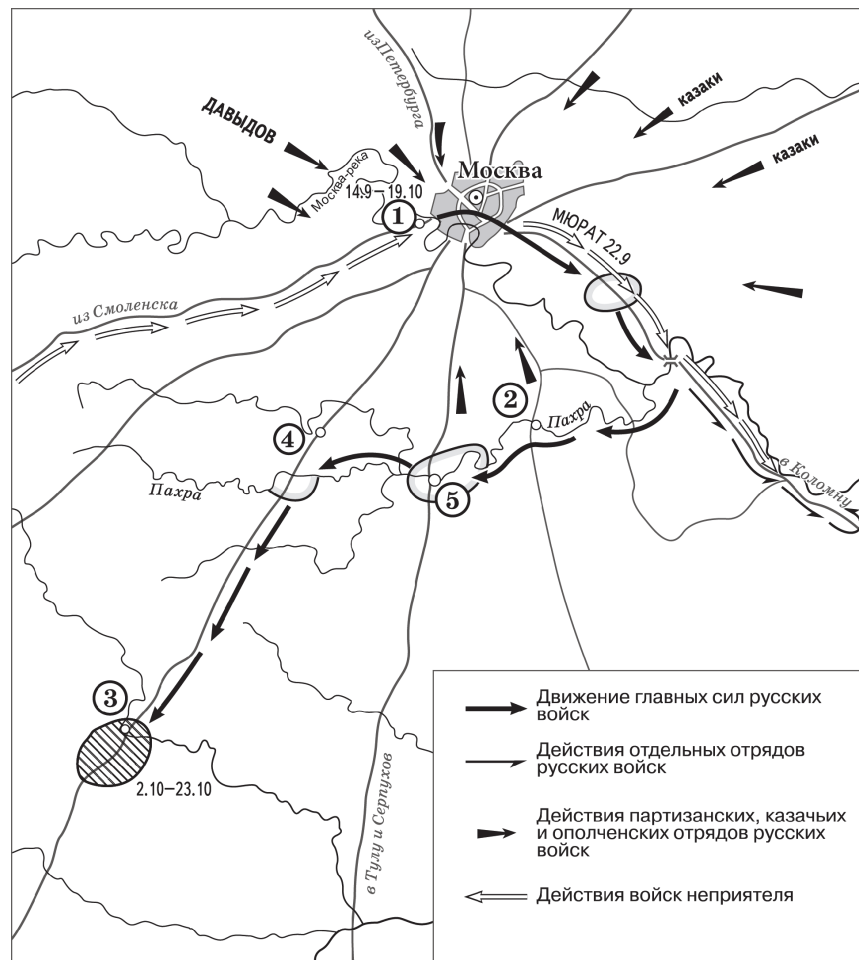 из Петербурга
казаки
ДАВЫДОВ
казаки
Москва-река
Москва
14.9 – 19.10
1
МЮРАТ 22.9
из Смоленска
2
Пахра
4
в Коломну
Пахра
5
3
2.10–23.10
в Тулу и Серпухов
Движение главных сил русских
войск
Действия отдельных отрядов
русских войск
Действия партизанских, казачьих
и ополченских отрядов русских
войск
Действия войск неприятеля